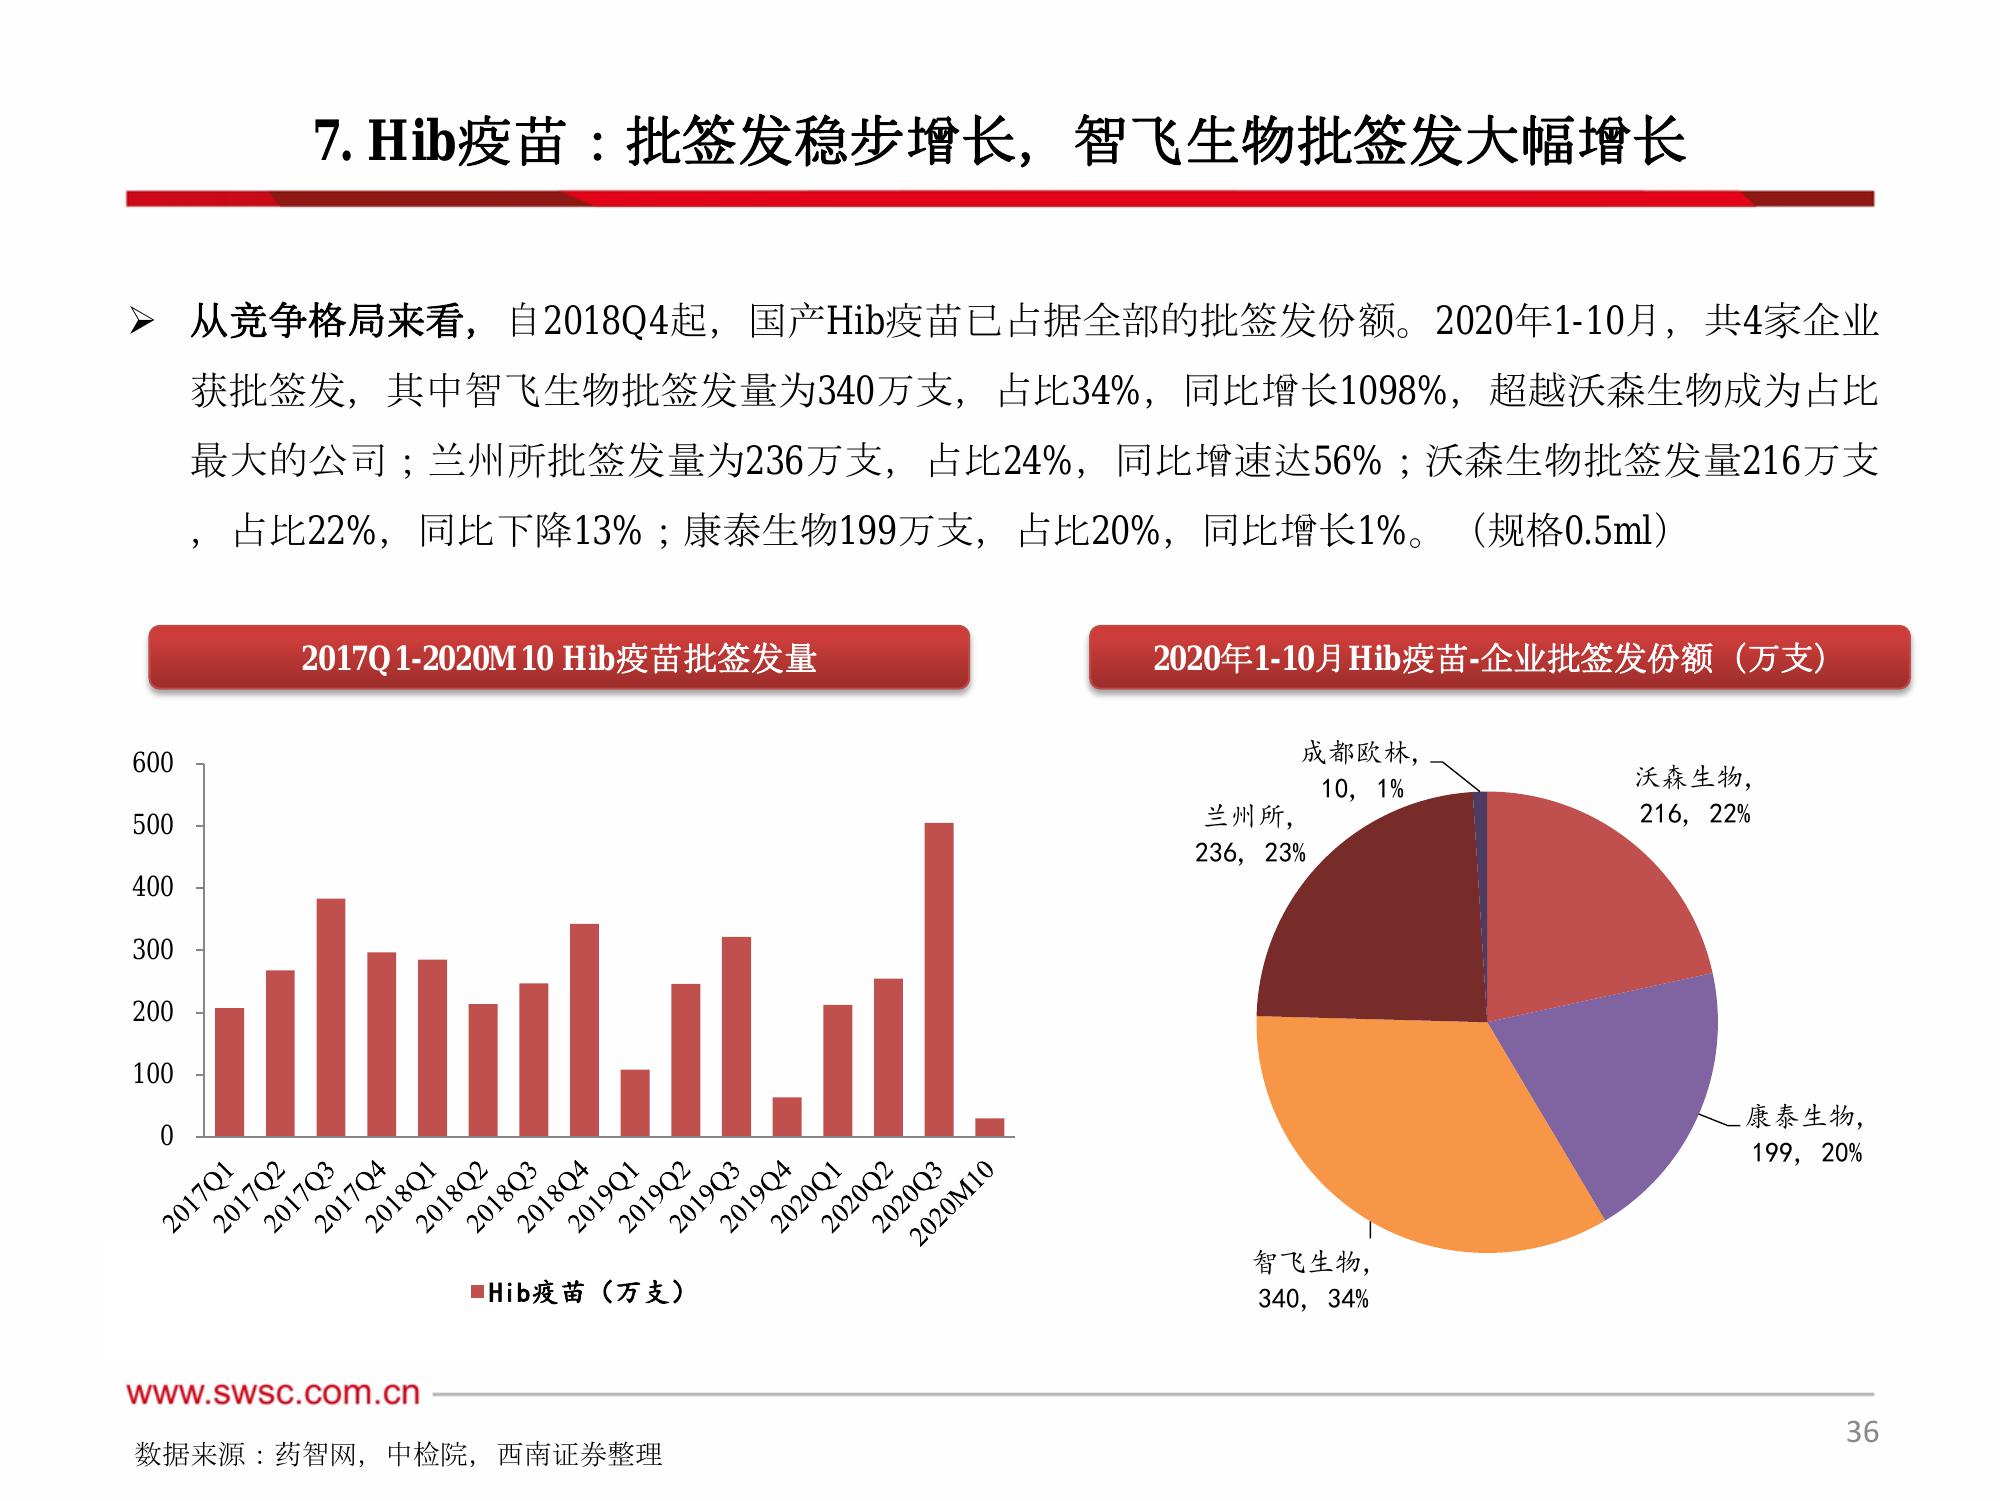 7. Hib疫苗：批签发稳步增长，智飞生物批签发大幅增长
➢ 从竞争格局来看，自2018Q4起，国产Hib疫苗已占据全部的批签发份额。2020年1-10月，共4家企业
获批签发，其中智飞生物批签发量为340万支，占比34%，同比增长1098%，超越沃森生物成为占比
最大的公司；兰州所批签发量为236万支，占比24%，同比增速达56%；沃森生物批签发量216万支
，占比22%，同比下降13%；康泰生物199万支，占比20%，同比增长1%。（规格0.5ml）
2017Q1-2020M10 Hib疫苗批签发量
600
500
400
300
200
100
0
2017Q1
2017Q2
2017Q3
2017Q4
2018Q1
2018Q2
2018Q3
2018Q4
2019Q1
2019Q2
2019Q3
2019Q4
2020Q1
2020Q2
2020Q3
2020M10
Hib疫苗（万支）
2020年1-10月Hib疫苗-企业批签发份额（万支）
成都欧林，
10，1%
沃森生物，
216，22%
兰州所，
236，23%
康泰生物，
199，20%
智飞生物，
340，34%
www.swsc.com.cn
36
数据来源：药智网，中检院，西南证券整理